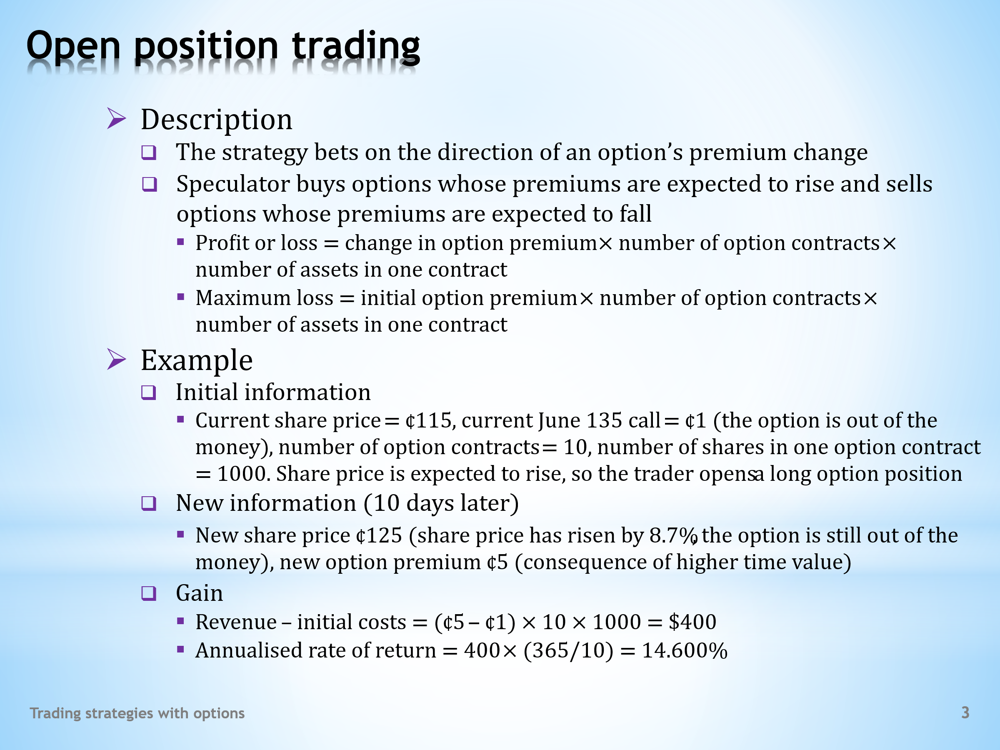 Open position trading
Description
The strategy bets on the direction of an option’s premium change
Speculator buys options whose premiums are expected to rise and sells
options whose premiums are expected to fall
Profit or loss = change in option premium × number of option contracts ×
number of assets in one contract
Maximum loss = initial option premium × number of option contracts ×
number of assets in one contract
Example
Initial information
Current share price = ¢115, current June 135 call = ¢1 (the option is out of the
money), number of option contracts = 10, number of shares in one option contract
= 1000. Share price is expected to rise, so the trader opens a long option position
New information (10 days later)
New share price ¢125 (share price has risen by 8.7%, the option is still out of the
money), new option premium ¢5 (consequence of higher time value)
Gain
Revenue – initial costs = (¢5 – ¢1) × 10 × 1000 = $400
Annualised rate of return = 400 × (365/10) = 14.600%
Trading strategies with options
3